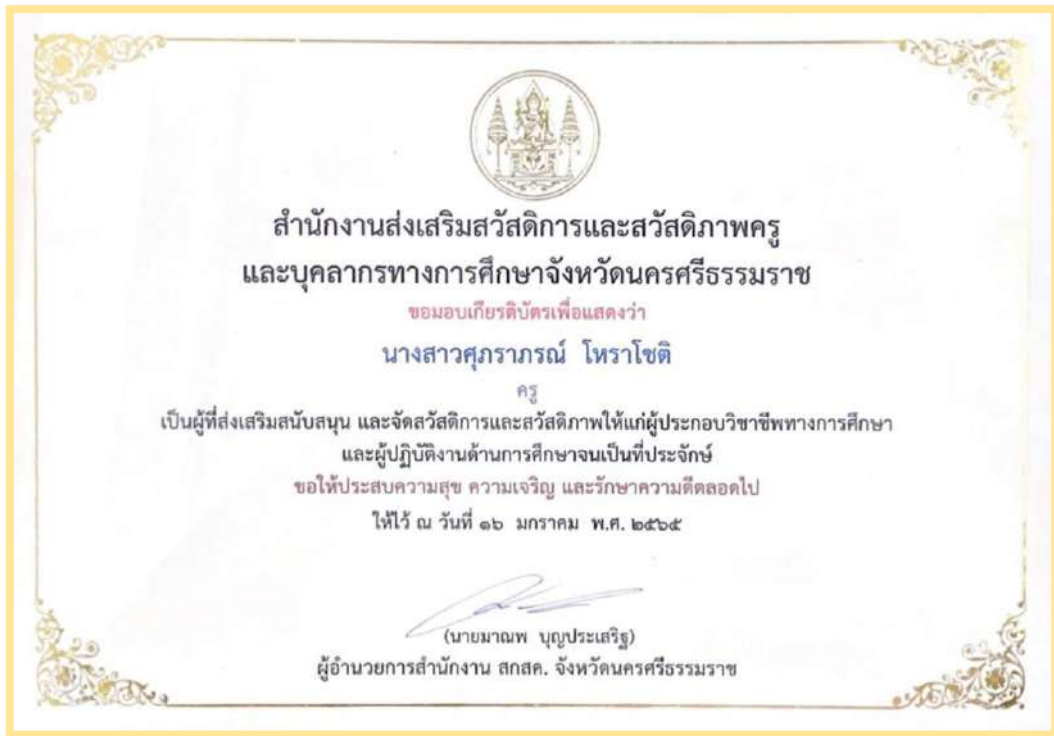 สำนักงานส่งเสริมสวัสดิการและสวัสดิภาพครู
และบุคลากรทางการศึกษาจังหวัดนครศรีธรรมราช
ขอมอบเกียรติบัตรเพื่อแสดงว่า
นางสาวศุภราภรณ์ โหราโชติ
ครู
เป็นผู้ที่ส่งเสริมสนับสนุน และจัดสวัสดิการและสวัสดิภาพให้แก่ผู้ประกอบวิชาชีพทางการศึกษา
และผู้ปฏิบัติงานด้านการศึกษาจนเป็นที่ประจักษ์
ขอให้ประสบความสุข ความเจริญ และรักษาความดีตลอดไป
ให้ไว้ ณ วันที่ ๑๖ มกราคม พ.ศ. ๒๕๖๕
(นายมาณพ บุญประเสริฐ)
ผู้อำนวยการสำนักงาน สกสค. จังหวัดนครศรีธรรมราช